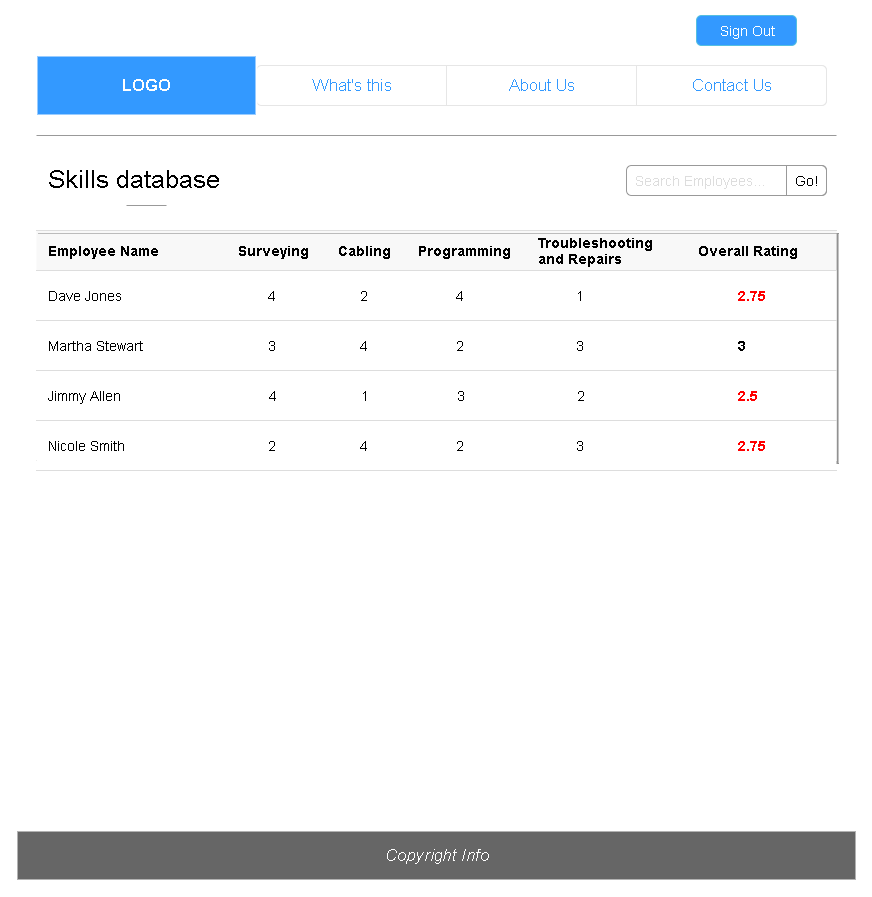 Sign Out
LOGO What's this About Us Contact Us
Skills database Search Employees... Go!
Employee Name Surveying Cabling Programming Troubleshooting and Repairs Overall Rating
Dave Jones 4 2 4 1 2.75
Martha Stewart 3 4 2 3 3
Jimmy Allen 4 1 3 2 2.5
Nicole Smith 2 4 2 3 2.75
Copyright Info